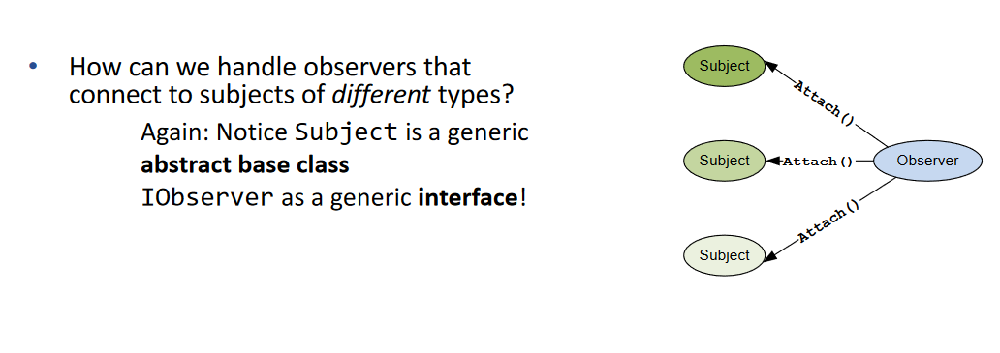 • How can we handle observers that
connect to subjects of different types?
Again: Notice Subject is a generic
abstract base class
IObserver as a generic interface!
Subject
Attach()
Subject
Attach()
Observer
Attach()
Subject